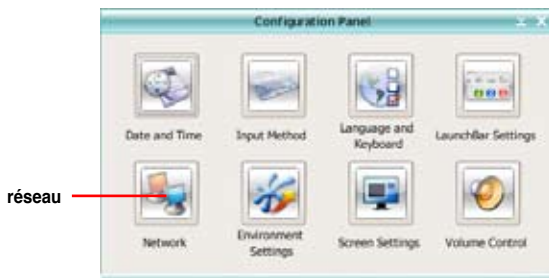 Configuration Panel
Date and Time
Input Method
Language and
Keyboard
LaunchBar Settings
réseau
Network
Environment
Settings
Screen Settings
Volume Control